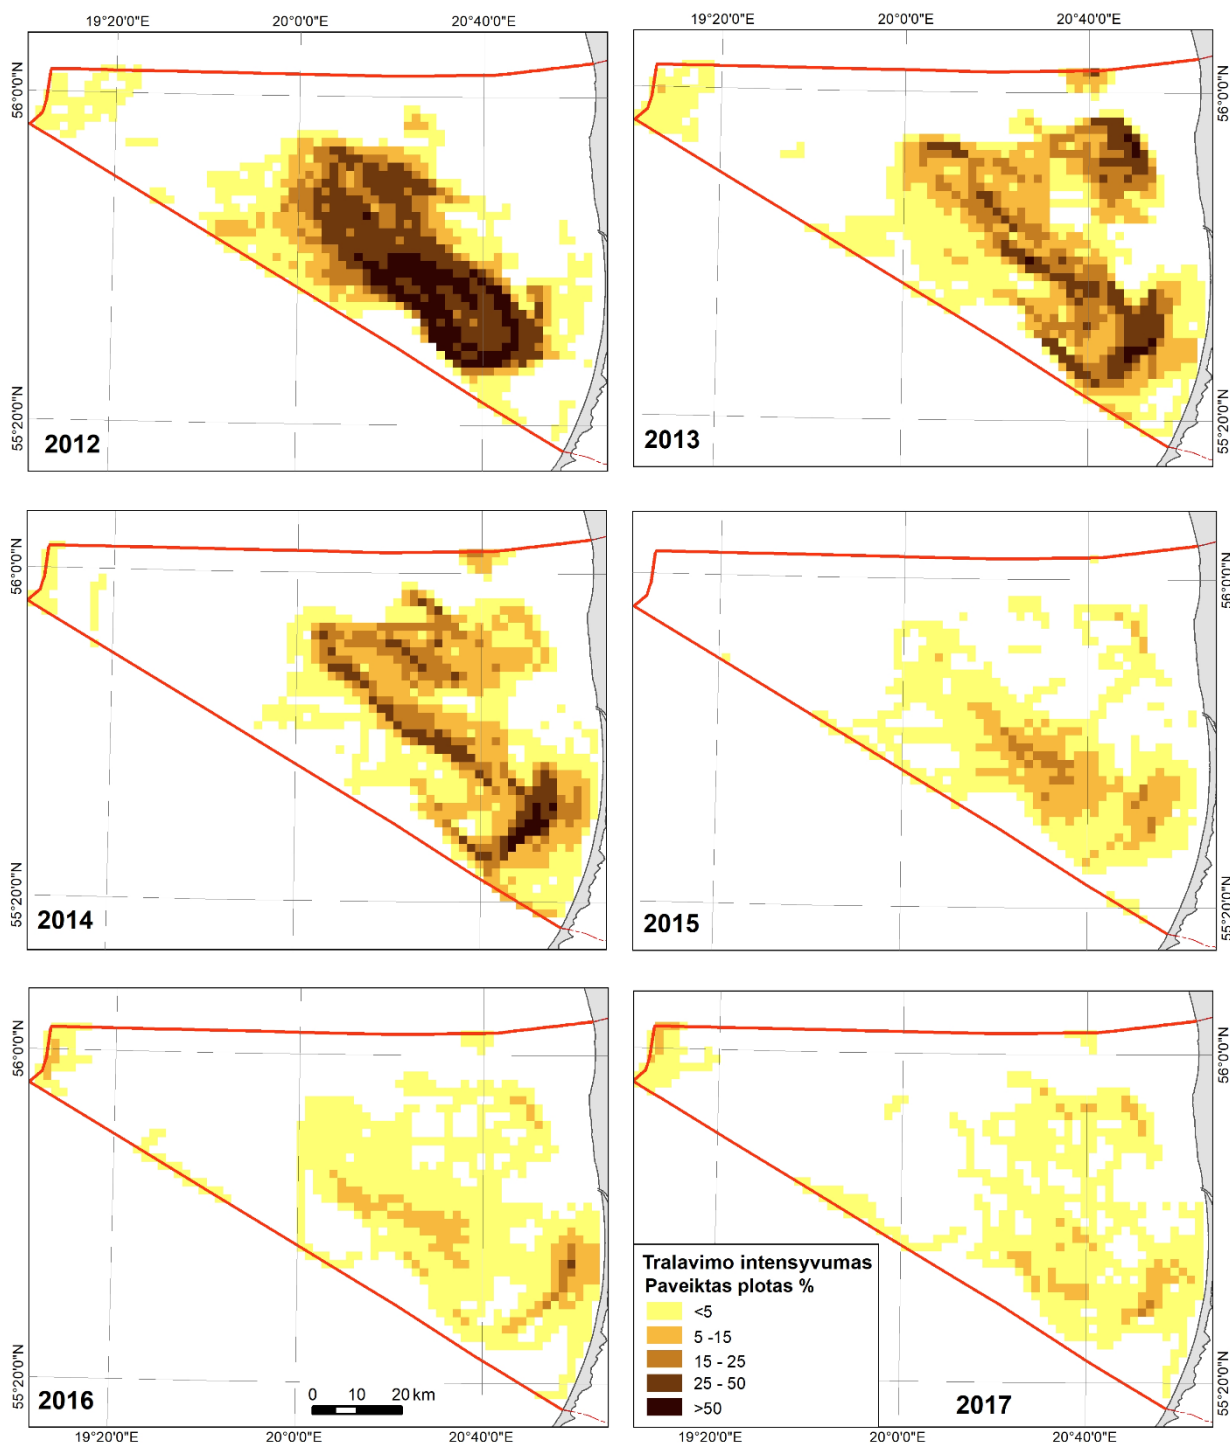 19°20'0"E 20°0'0"E 20°40'0"E
19°20'0"E 20°0'0"E 20°40'0"E
56°0'0"N
55°20'0"N
2012
56°0'0"N
55°20'0"N
2013
56°0'0"N
55°20'0"N
2014
56°0'0"N
55°20'0"N
2015
56°0'0"N
55°20'0"N
2016
0 10 20 km
56°0'0"N
55°20'0"N
Tralavimo intensyvumas
Paveiktas plotas %
<5
5 -15
15 - 25
25 - 50
>50
2017
19°20'0"E 20°0'0"E 20°40'0"E
19°20'0"E 20°0'0"E 20°40'0"E